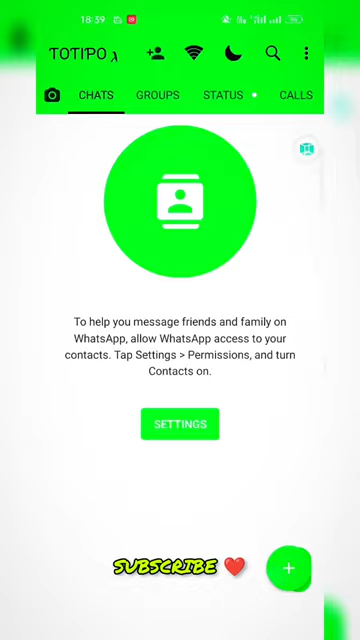 18:39
TOTIPO
CHATS GROUPS STATUS CALLS
To help you message friends and family on
WhatsApp, allow WhatsApp access to your
contacts. Tap Settings > Permissions, and turn
Contacts on.
SETTINGS
SUBSCRIBE ❤️